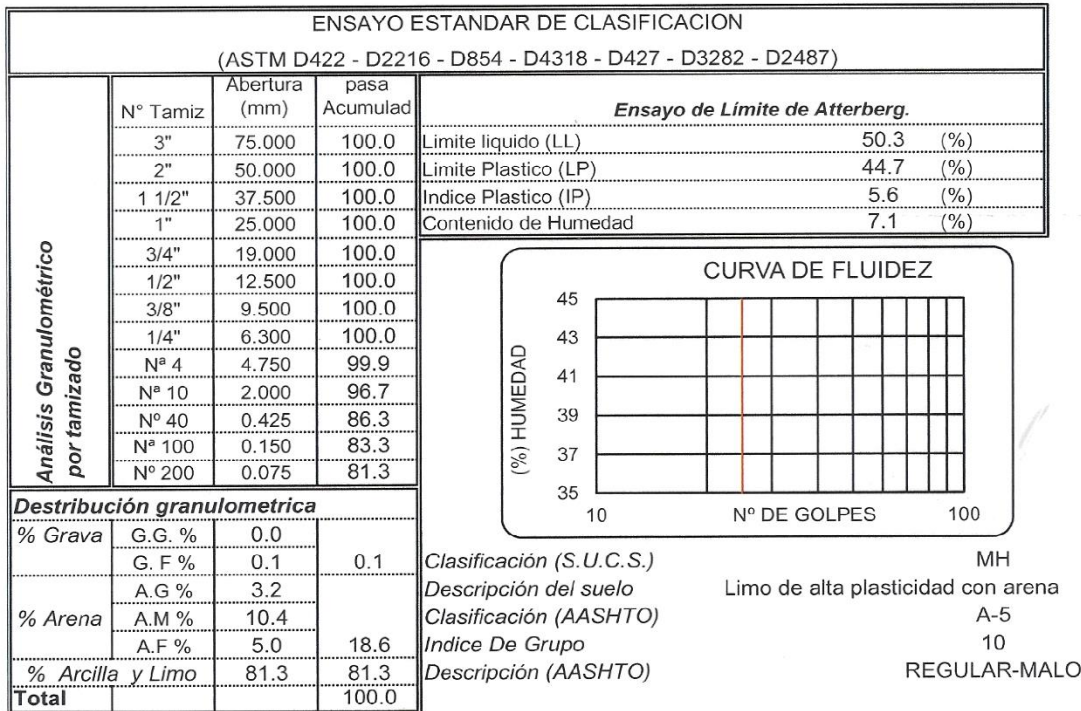 ENSAYO ESTANDAR DE CLASIFICACION
(ASTM D422 - D2216 - D854 - D4318 - D427 - D3282 - D2487)
Análisis Granulométrico
por tamizado
N° Tamiz Abertura (mm) pasa Acumulad
3" 75.000 100.0
2" 50.000 100.0
1 1/2" 37.500 100.0
1" 25.000 100.0
3/4" 19.000 100.0
1/2" 12.500 100.0
3/8" 9.500 100.0
1/4" 6.300 100.0
Nª 4 4.750 99.9
Nª 10 2.000 96.7
Nº 40 0.425 86.3
Nª 100 0.150 83.3
Nº 200 0.075 81.3
Ensayo de Límite de Atterberg.
Limite liquido (LL) 50.3 (%)
Limite Plastico (LP) 44.7 (%)
Indice Plastico (IP) 5.6 (%)
Contenido de Humedad 7.1 (%)
CURVA DE FLUIDEZ
(%) HUMEDAD
45
43
41
39
37
35
10 Nº DE GOLPES 100
Destribución granulometrica
% Grava G.G. % 0.0
G. F % 0.1 0.1
A.G % 3.2
% Arena A.M % 10.4
A.F % 5.0 18.6
% Arcilla y Limo 81.3 81.3
Total 100.0
Clasificación (S.U.C.S.) MH
Descripción del suelo Limo de alta plasticidad con arena
Clasificación (AASHTO) A-5
Indice De Grupo 10
Descripción (AASHTO) REGULAR-MALO